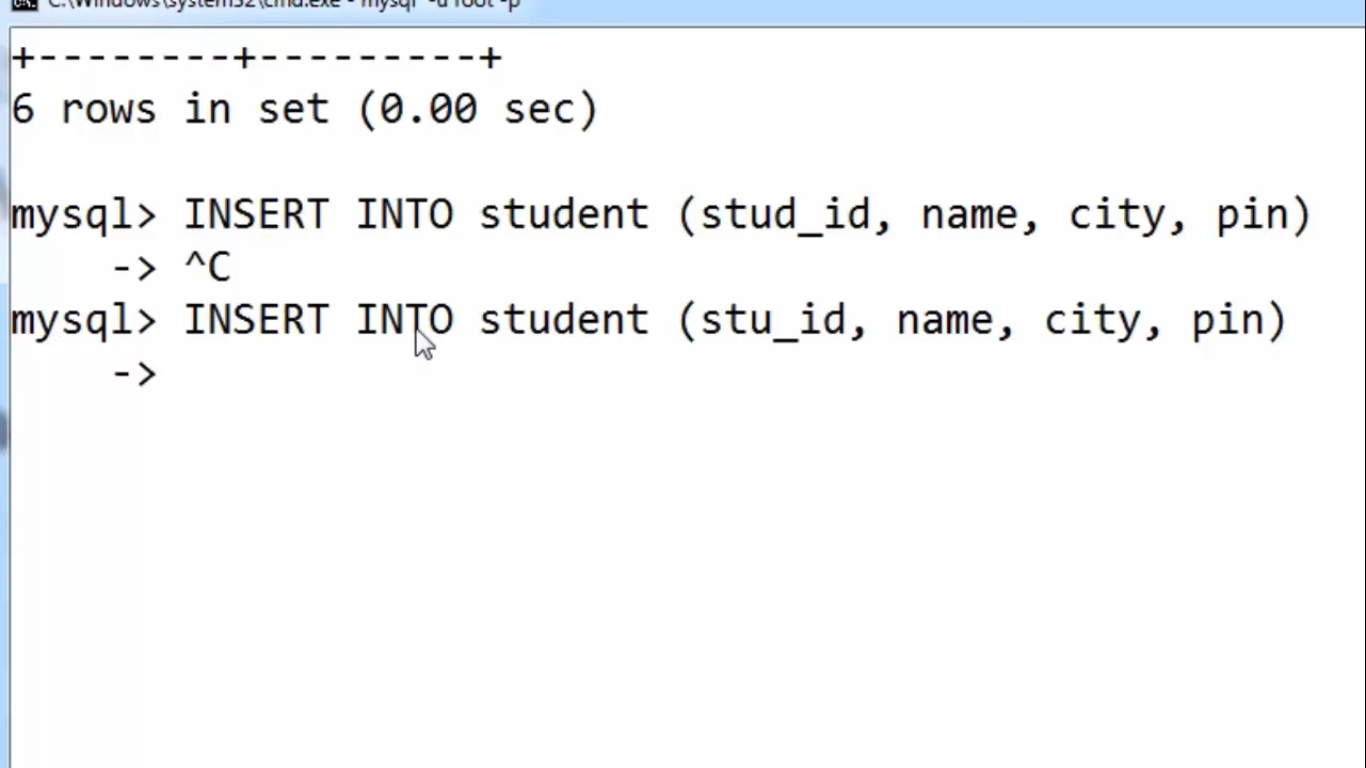 C:\Windows\system32\cmd.exe - mysql -u root -p
+--------+---------+
6 rows in set (0.00 sec)
mysql> INSERT INTO student (stud_id, name, city, pin)
-> ^C
mysql> INSERT INTO student (stu_id, name, city, pin)
->